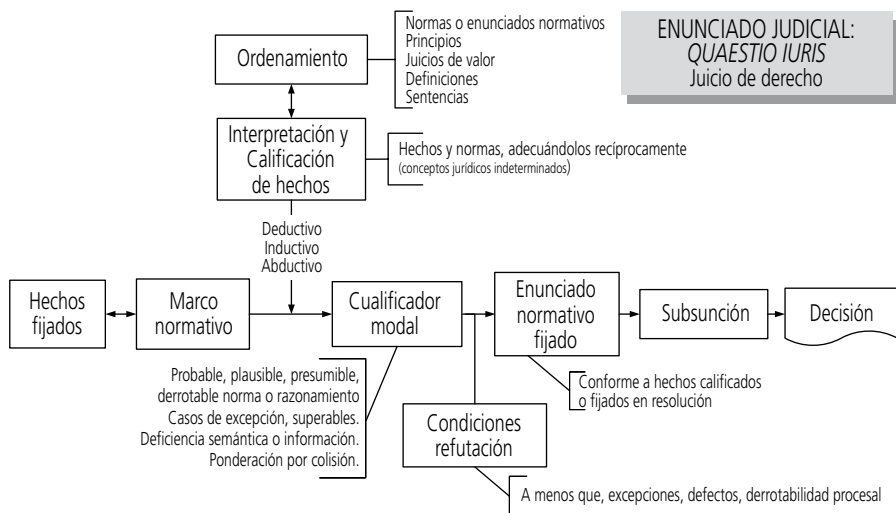 ENUNCIADO JUDICIAL:
QUAESTIO IURIS
Juicio de derecho
Ordenamiento
Normas o enunciados normativos
Principios
Juicios de valor
Definiciones
Sentencias
Interpretación y
Calificación
de hechos
Hechos y normas, adecuándolos recíprocamente
(conceptos jurídicos indeterminados)
Deductivo
Inductivo
Abductivo
Hechos
fijados
Marco
normativo
Cualificador
modal
Enunciado
normativo
fijado
Subsunción
Decisión
Probable, plausible, presumible,
derrotable norma o razonamiento
Casos de excepción, superables.
Deficiencia semántica o información.
Ponderación por colisión.
Conforme a hechos calificados
o fijados en resolución
Condiciones
refutación
A menos que, excepciones, defectos, derrotabilidad procesal